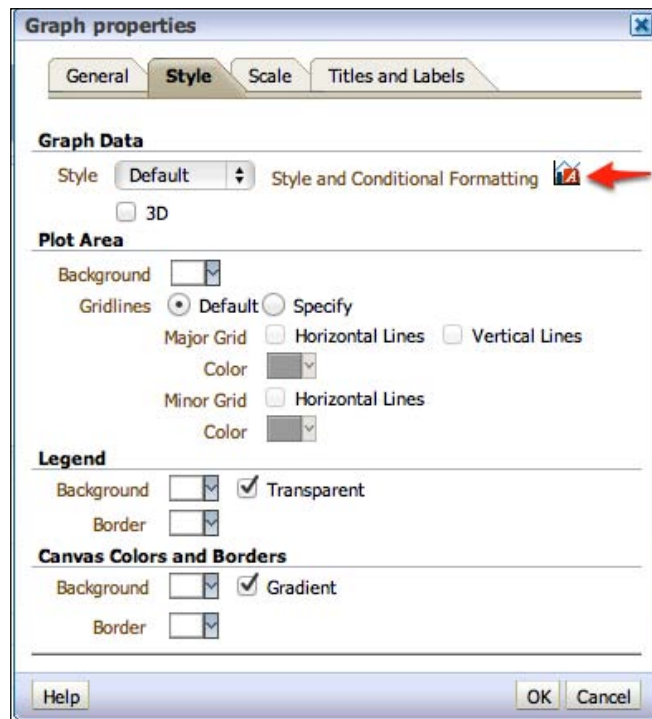 Graph properties
General Style Scale Titles and Labels
Graph Data
Style Default Style and Conditional Formatting A
3D
Plot Area
Background
Gridlines Default Specify
Major Grid Horizontal Lines Vertical Lines
Color
Minor Grid Horizontal Lines
Color
Legend
Background Transparent
Border
Canvas Colors and Borders
Background Gradient
Border
Help OK Cancel